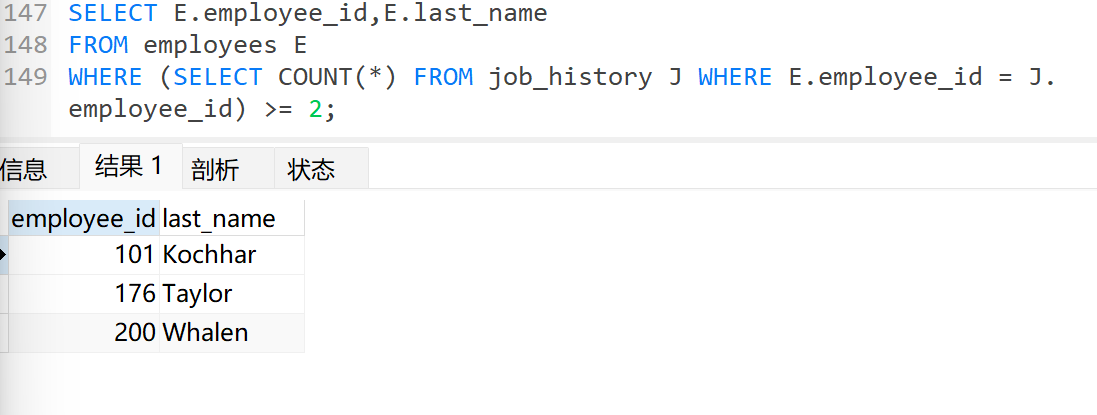 147 SELECT E.employee_id,E.last_name
148 FROM employees E
149 WHERE (SELECT COUNT(*) FROM job_history J WHERE E.employee_id = J.
employee_id) >= 2;
信息 结果 1 剖析 状态
employee_id last_name
101 Kochhar
176 Taylor
200 Whalen